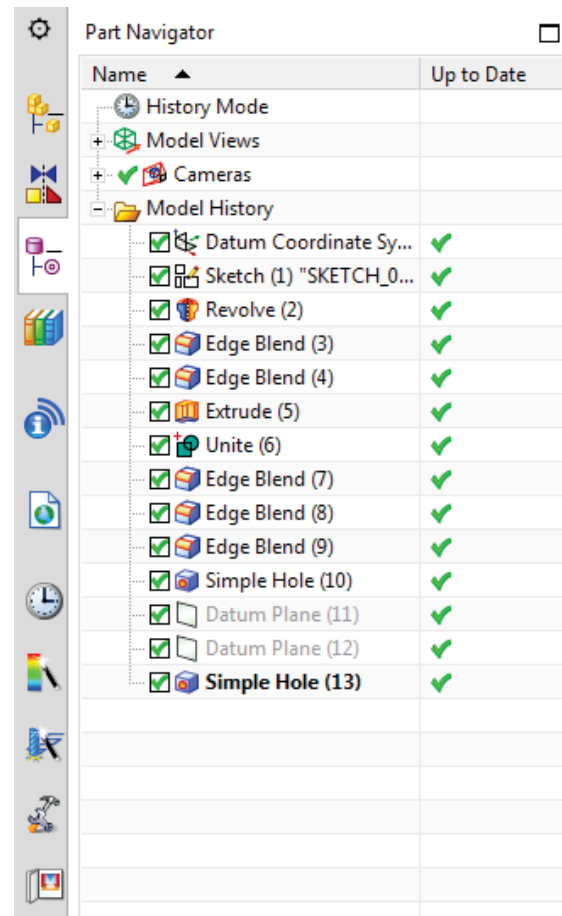 Part Navigator
Name Up to Date
History Mode
Model Views
Cameras
Model History
Datum Coordinate Sy...
Sketch (1) "SKETCH_0...
Revolve (2)
Edge Blend (3)
Edge Blend (4)
Extrude (5)
Unite (6)
Edge Blend (7)
Edge Blend (8)
Edge Blend (9)
Simple Hole (10)
Datum Plane (11)
Datum Plane (12)
Simple Hole (13)